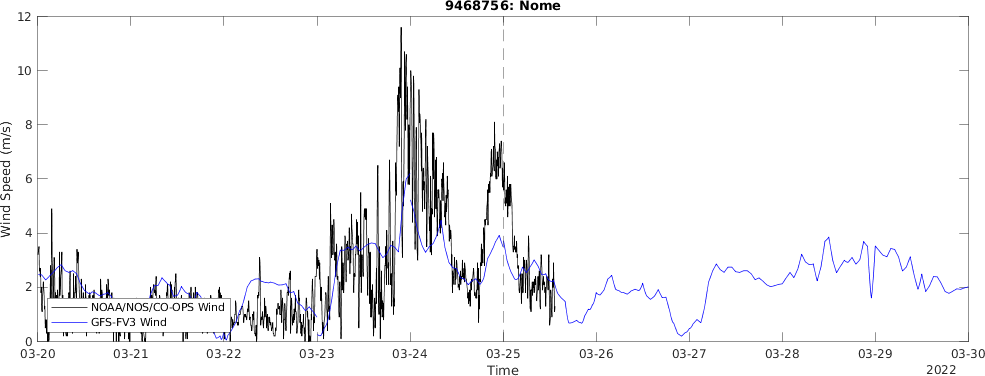 9468756: Nome
12
10
8
6
4
2
0
Wind Speed (m/s)
NOAA/NOS/CO-OPS Wind
GFS-FV3 Wind
03-20 03-21 03-22 03-23 03-24 03-25 03-26 03-27 03-28 03-29 03-30
Time
2022